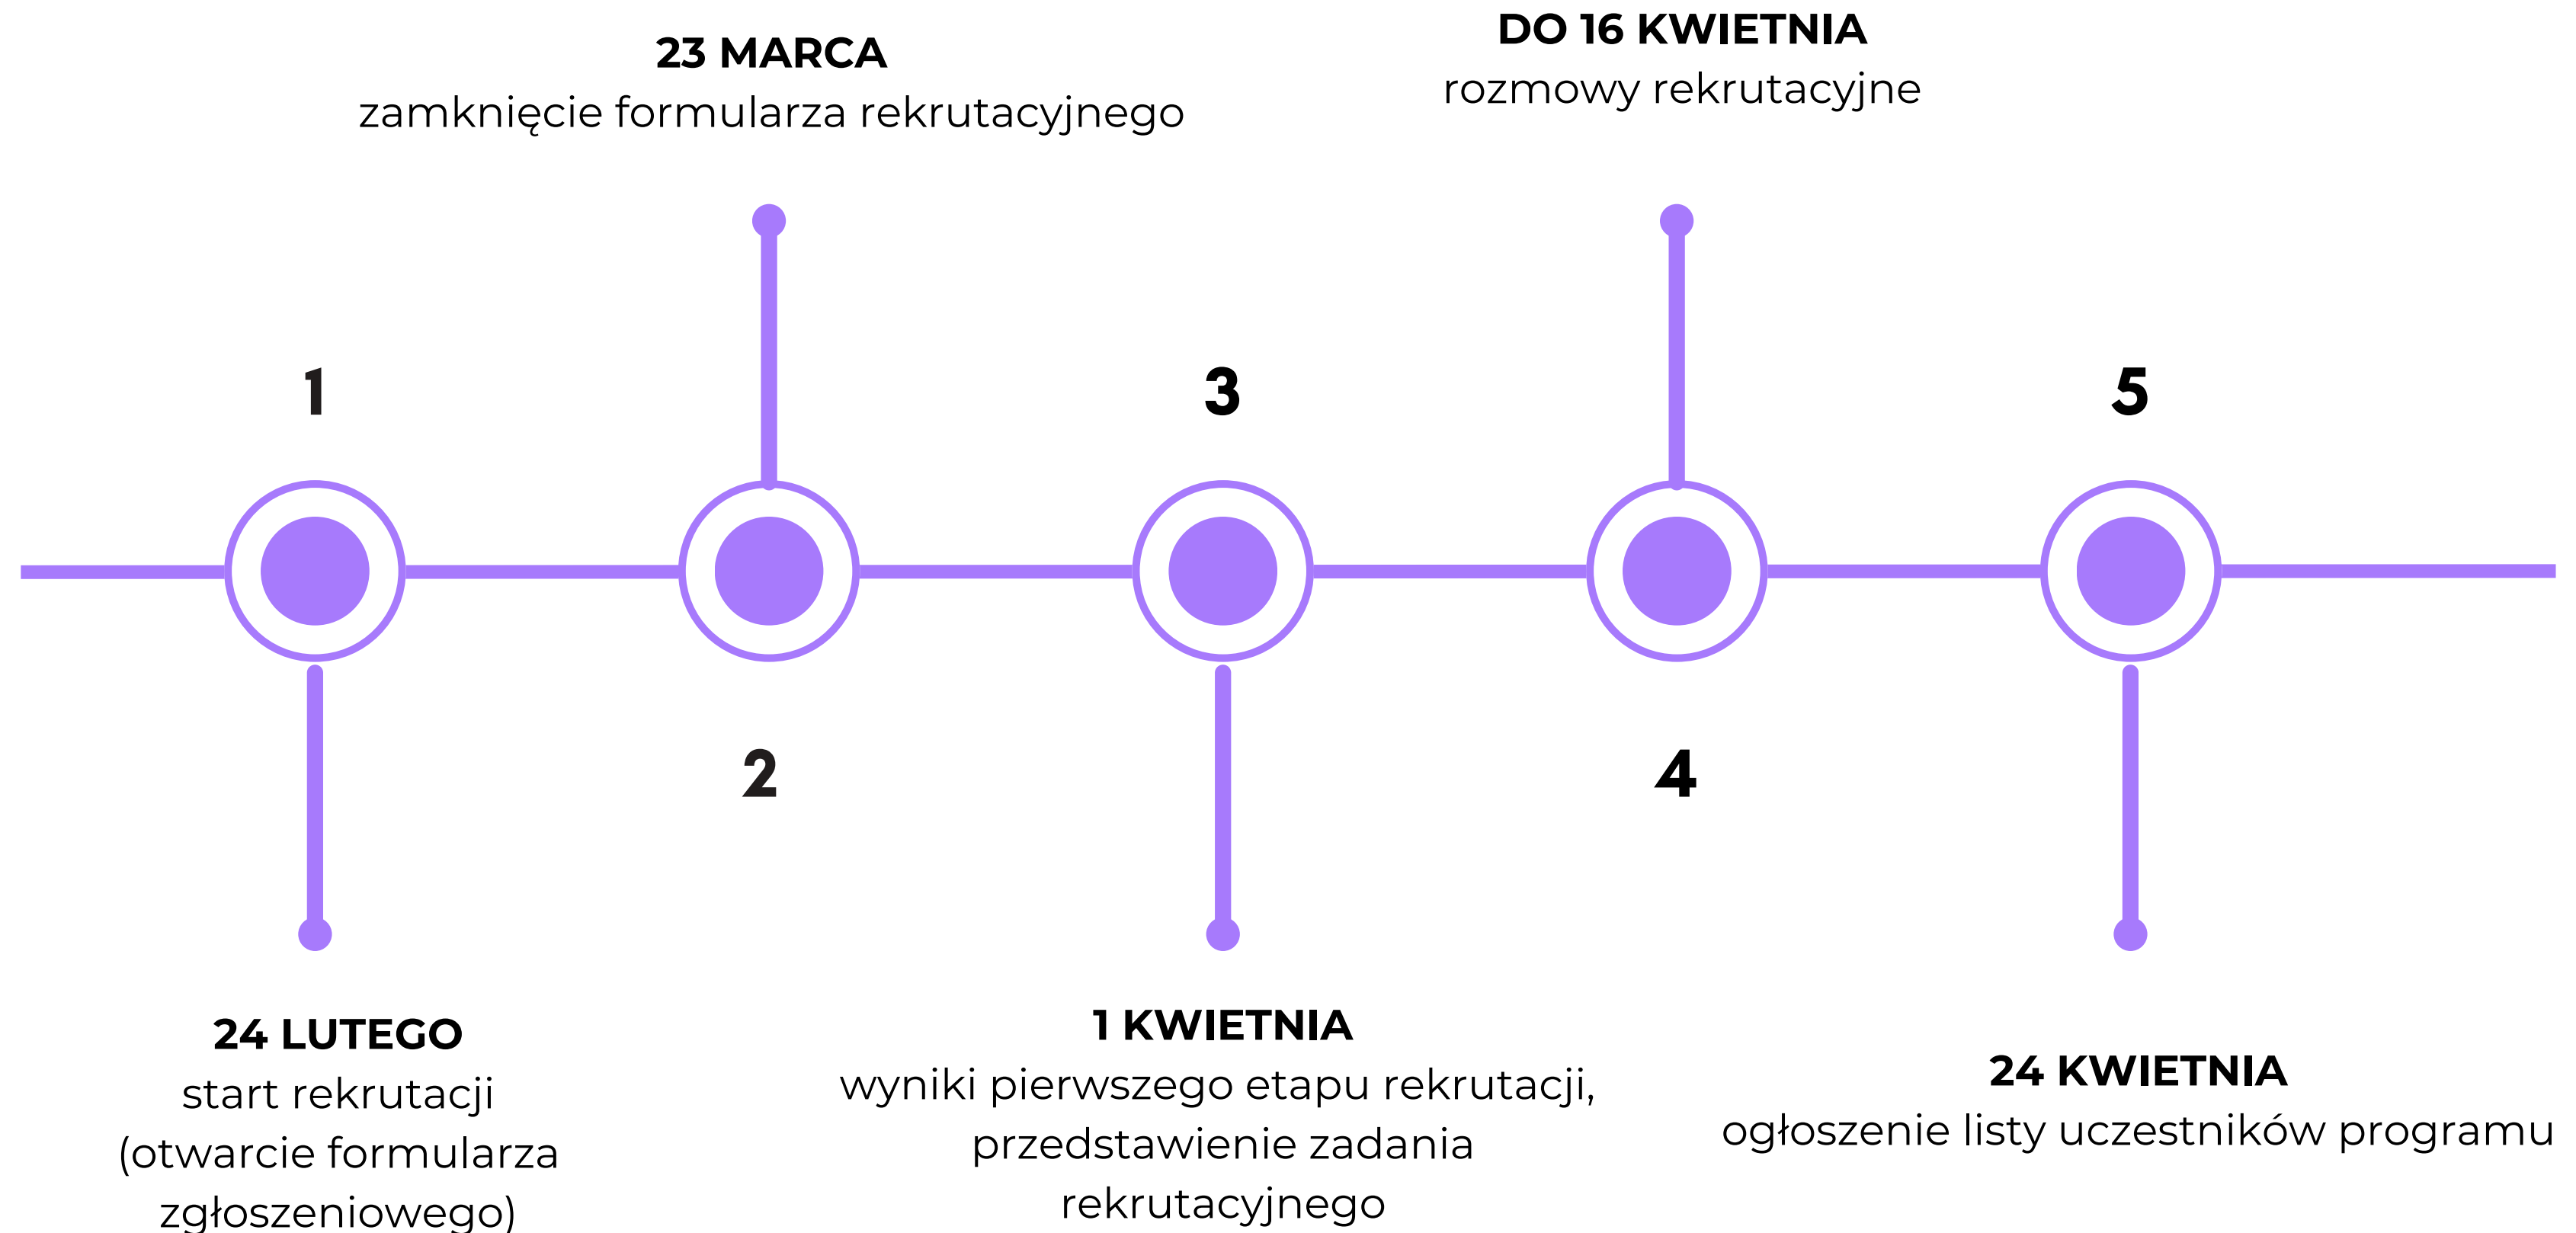 23 MARCA
zamknięcie formularza rekrutacyjnego
DO 16 KWIETNIA
rozmowy rekrutacyjne
1
3
5
2
4
24 LUTEGO
start rekrutacji
(otwarcie formularza
zgłoszeniowego)
1 KWIETNIA
wyniki pierwszego etapu rekrutacji,
przedstawienie zadania
rekrutacyjnego
24 KWIETNIA
ogłoszenie listy uczestników programu